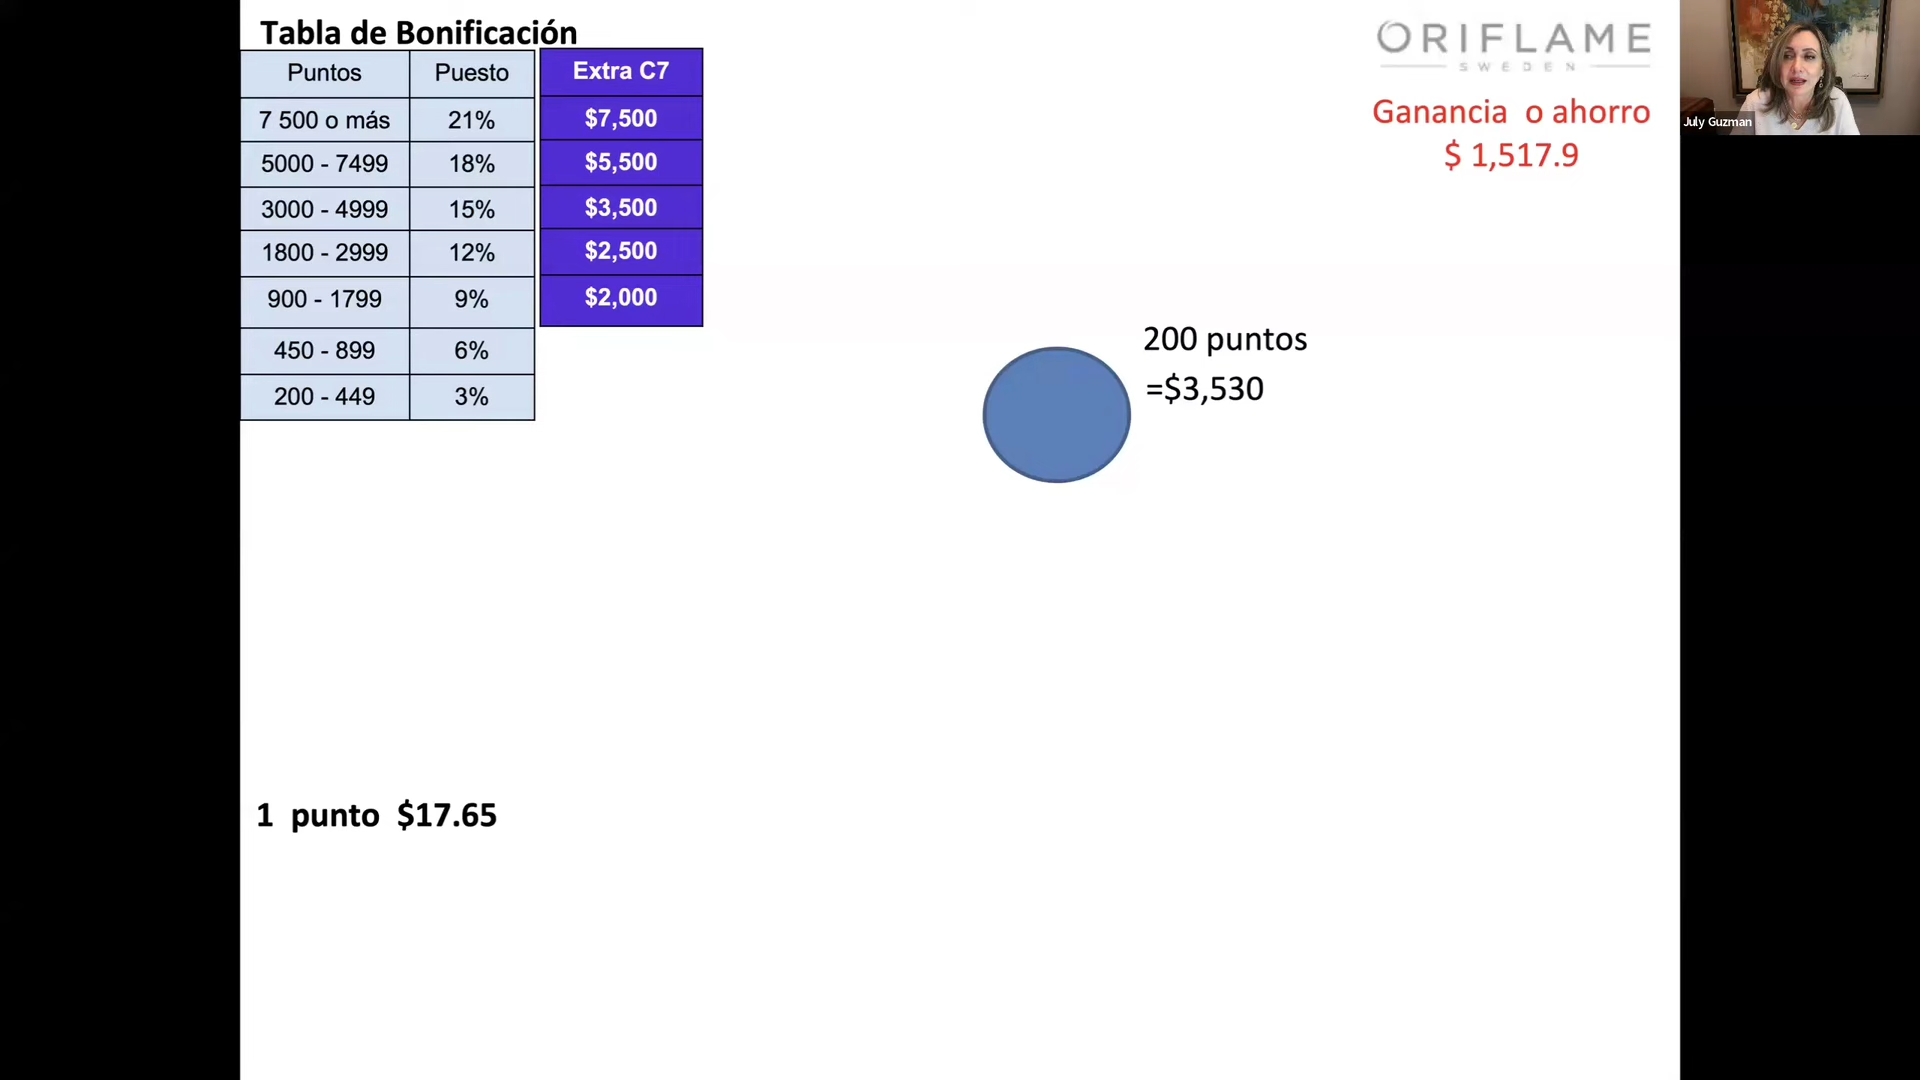 Tabla de Bonificación
Puntos Puesto Extra C7
7 500 o más 21% $7,500
5000 - 7499 18% $5,500
3000 - 4999 15% $3,500
1800 - 2999 12% $2,500
900 - 1799 9% $2,000
450 - 899 6%
200 - 449 3%
ORIFLAME
SWEDEN
Ganancia o ahorro
$ 1,517.9
July Guzman
200 puntos
=$3,530
1 punto $17.65